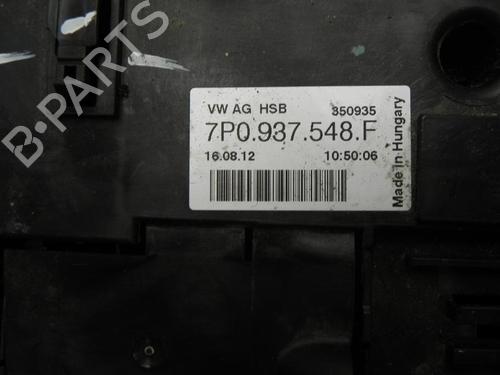 VW AG HSB 350935
7P0.937.548.F
16.08.12 10:50:06
Made in Hungary
B-PARTS